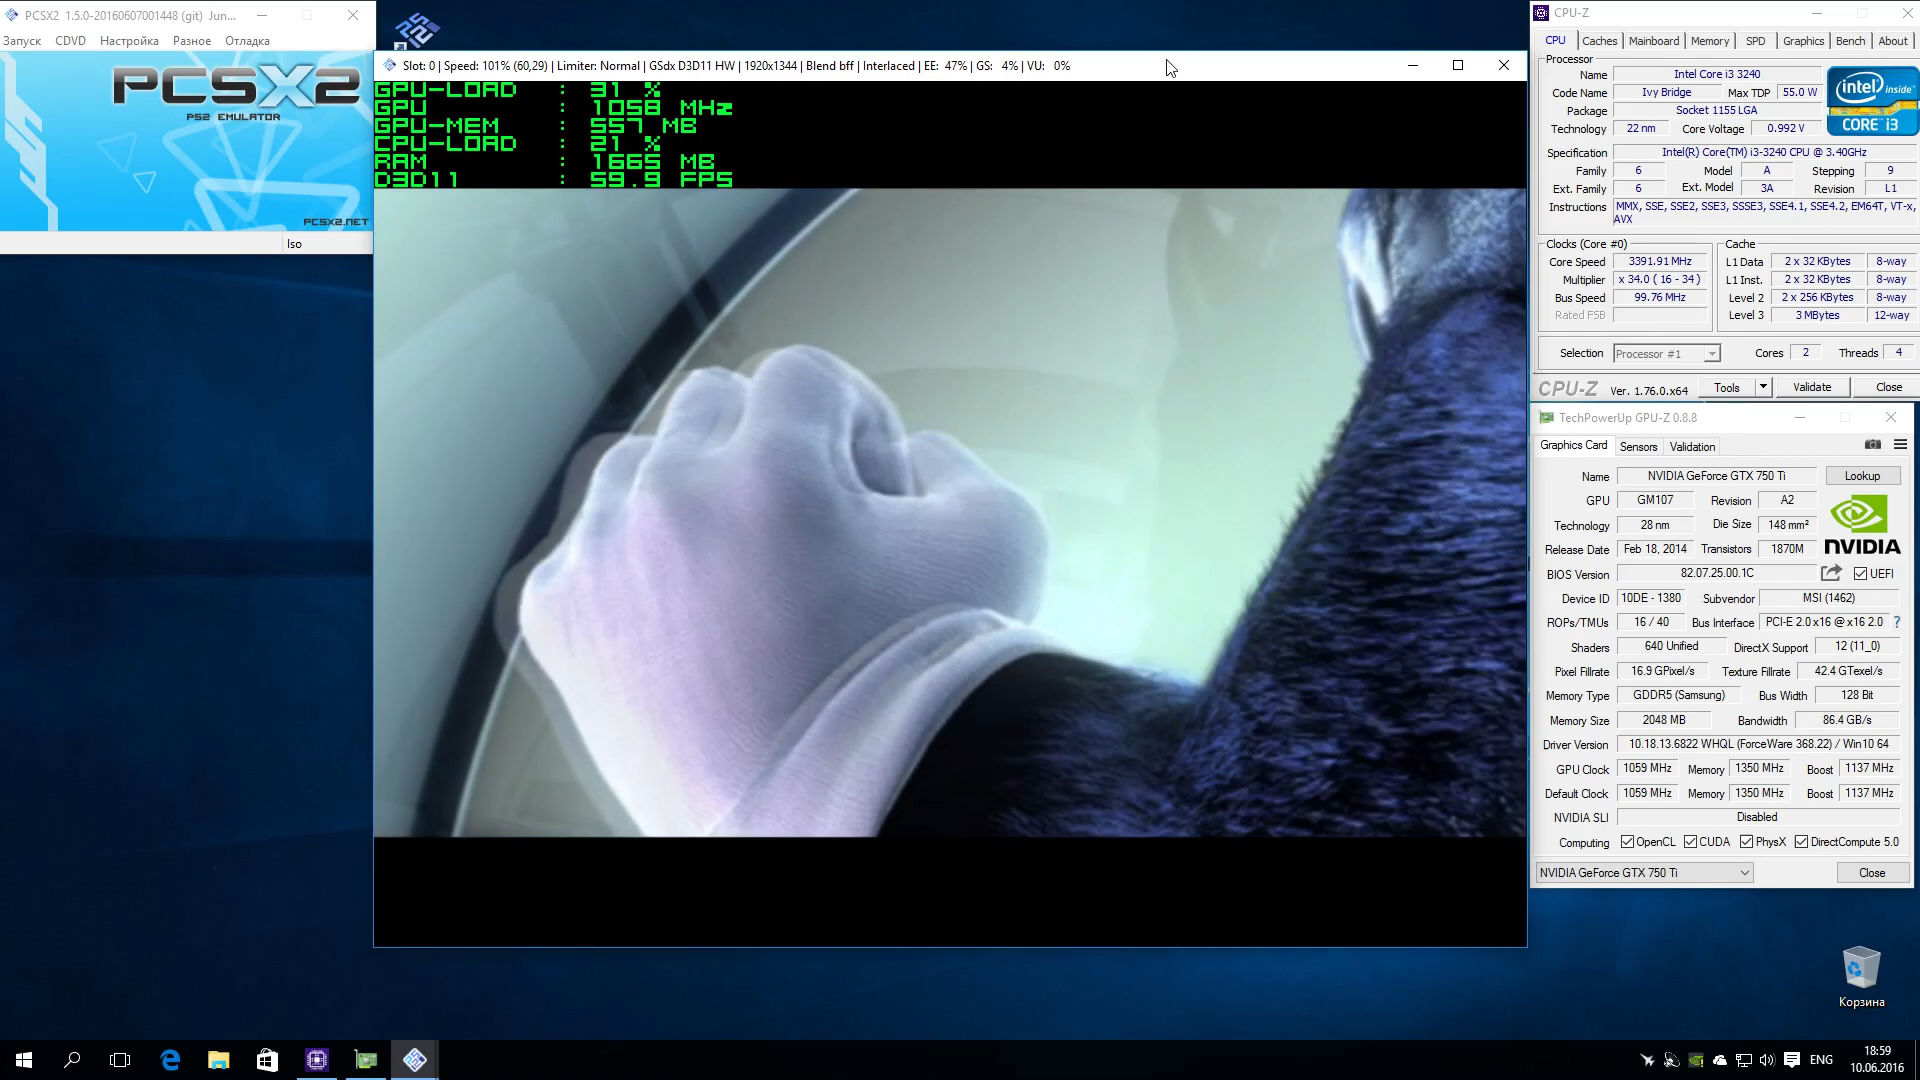 PCSX2 1.5.0-20160607001448 (git) Jun...
Запуск CDVD Настройка Разное Отладка
PCSX2
PS2 EMULATOR
PCSX2.NET
Iso
Slot: 0 | Speed: 101% (60,29) | Limiter: Normal | GSdx D3D11 HW | 1920x1344 | Blend bff | Interlaced | EE: 47% | GS: 4% | VU: 0%
GPU-LOAD : 31 %
GPU : 1058 MHz
GPU-MEM : 557 MB
CPU-LOAD : 21 %
RAM : 1665 MB
D3D11 : 59.9 FPS
CPU-Z
CPU Caches Mainboard Memory SPD Graphics Bench About
Processor
Name Intel Core i3 3240
Code Name Ivy Bridge Max TDP 55.0 W
Package Socket 1155 LGA
Technology 22 nm Core Voltage 0.992 V
intel inside™
CORE i3
Specification Intel(R) Core(TM) i3-3240 CPU @ 3.40GHz
Family 6 Model A Stepping 9
Ext. Family 6 Ext. Model 3A Revision L1
Instructions MMX, SSE, SSE2, SSE3, SSSE3, SSE4.1, SSE4.2, EM64T, VT-x, AVX
Clocks (Core #0)
Core Speed 3391.91 MHz
Multiplier x 34.0 ( 16 - 34 )
Bus Speed 99.76 MHz
Rated FSB
Cache
L1 Data 2 x 32 KBytes 8-way
L1 Inst. 2 x 32 KBytes 8-way
Level 2 2 x 256 KBytes 8-way
Level 3 3 MBytes 12-way
Selection Processor #1 Cores 2 Threads 4
CPU-Z Ver. 1.76.0.x64 Tools Validate Close
TechPowerUp GPU-Z 0.8.8
Graphics Card Sensors Validation
Name NVIDIA GeForce GTX 750 Ti Lookup
GPU GM107 Revision A2
Technology 28 nm Die Size 148 mm²
Release Date Feb 18, 2014 Transistors 1870M
NVIDIA
BIOS Version 82.07.25.00.1C UEFI
Device ID 10DE - 1380 Subvendor MSI (1462)
ROPs/TMUs 16 / 40 Bus Interface PCI-E 2.0 x16 @ x16 2.0 ?
Shaders 640 Unified DirectX Support 12 (11_0)
Pixel Fillrate 16.9 GPixel/s Texture Fillrate 42.4 GTexel/s
Memory Type GDDR5 (Samsung) Bus Width 128 Bit
Memory Size 2048 MB Bandwidth 86.4 GB/s
Driver Version 10.18.13.6822 WHQL (ForceWare 368.22) / Win10 64
GPU Clock 1059 MHz Memory 1350 MHz Boost 1137 MHz
Default Clock 1059 MHz Memory 1350 MHz Boost 1137 MHz
NVIDIA SLI Disabled
Computing OpenCL CUDA PhysX DirectCompute 5.0
NVIDIA GeForce GTX 750 Ti Close
Корзина
ENG
18:59
10.06.2016